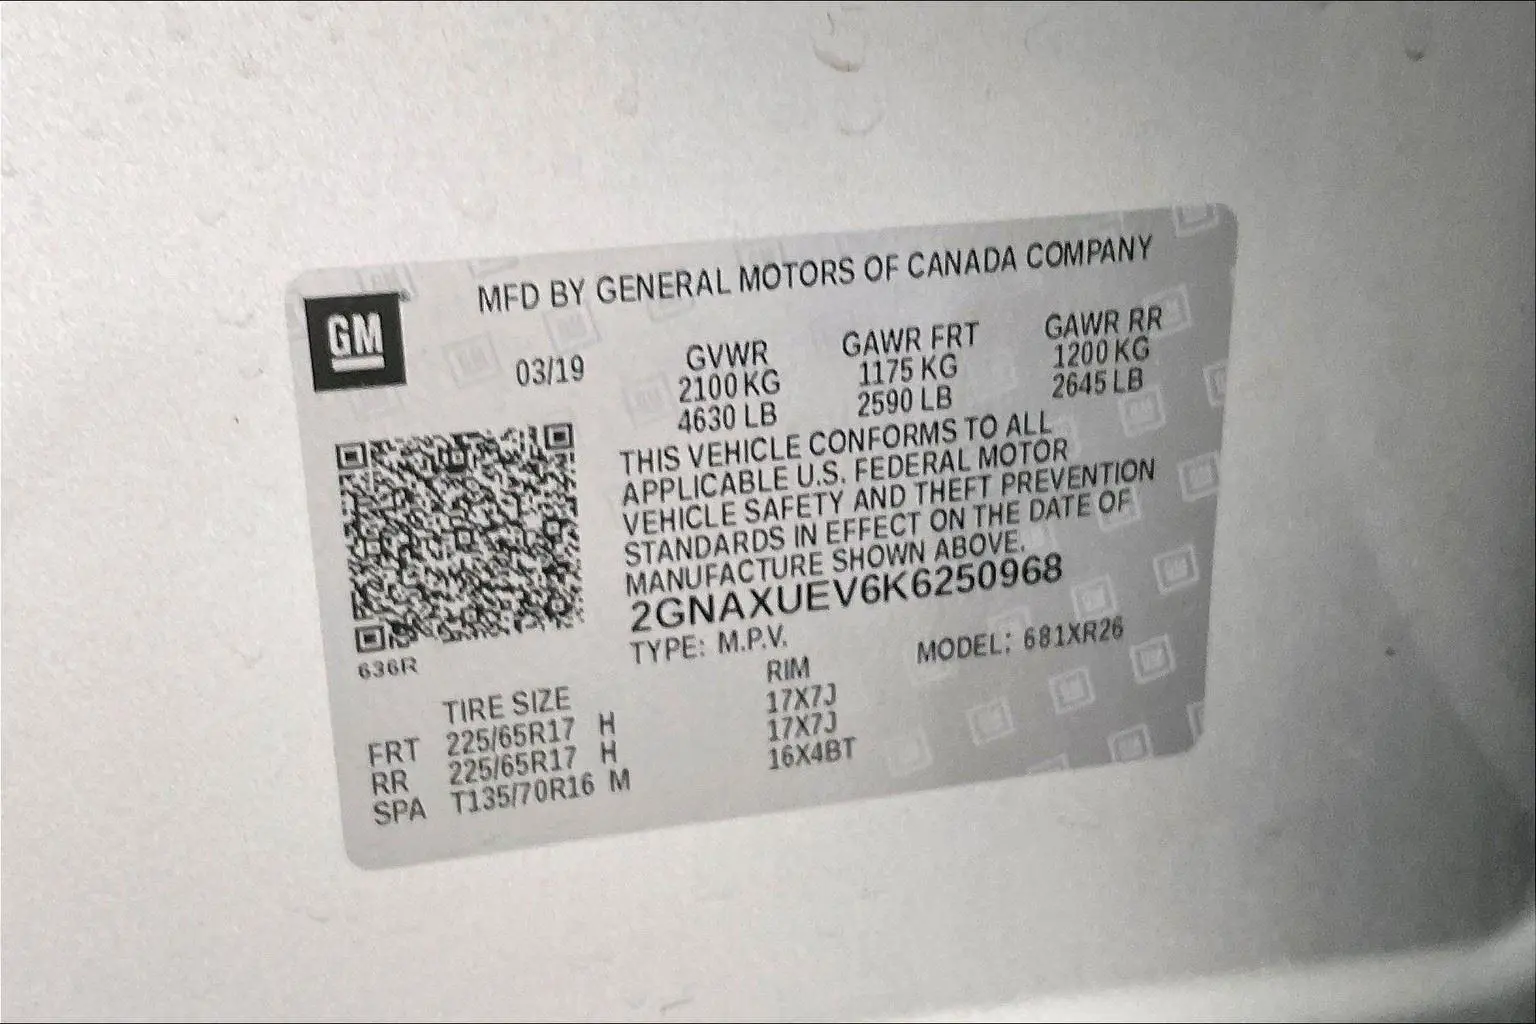 GM
MFD BY GENERAL MOTORS OF CANADA COMPANY
03/19
GVWR
2100 KG
4630 LB
GAWR FRT
1175 KG
2590 LB
GAWR RR
1200 KG
2645 LB
THIS VEHICLE CONFORMS TO ALL
APPLICABLE U.S. FEDERAL MOTOR
VEHICLE SAFETY AND THEFT PREVENTION
STANDARDS IN EFFECT ON THE DATE OF
MANUFACTURE SHOWN ABOVE.
2GNAXUEV6K6250968
TYPE: M.P.V. MODEL: 681XR26
636R
TIRE SIZE RIM
FRT 225/65R17 H 17X7J
RR 225/65R17 H 17X7J
SPA T135/70R16 M 16X4BT